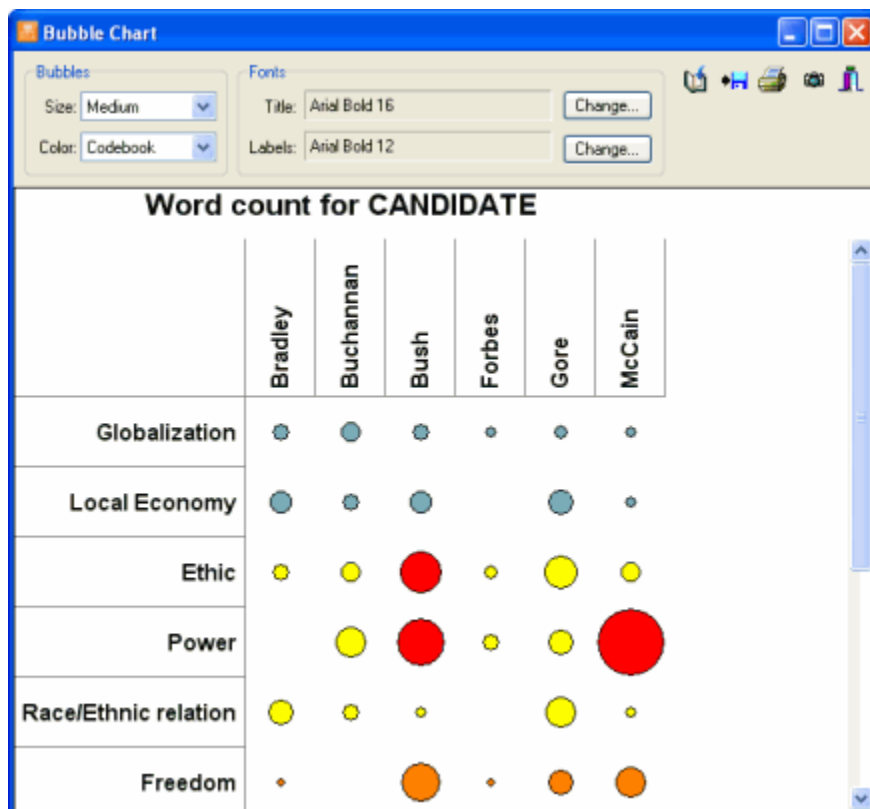 Bubble Chart
Bubbles
Size: Medium
Color: Codebook
Fonts
Title: Arial Bold 16 Change...
Labels: Arial Bold 12 Change...
Word count for CANDIDATE
Bradley
Buchannan
Bush
Forbes
Gore
McCain
Globalization
Local Economy
Ethic
Power
Race/Ethnic relation
Freedom